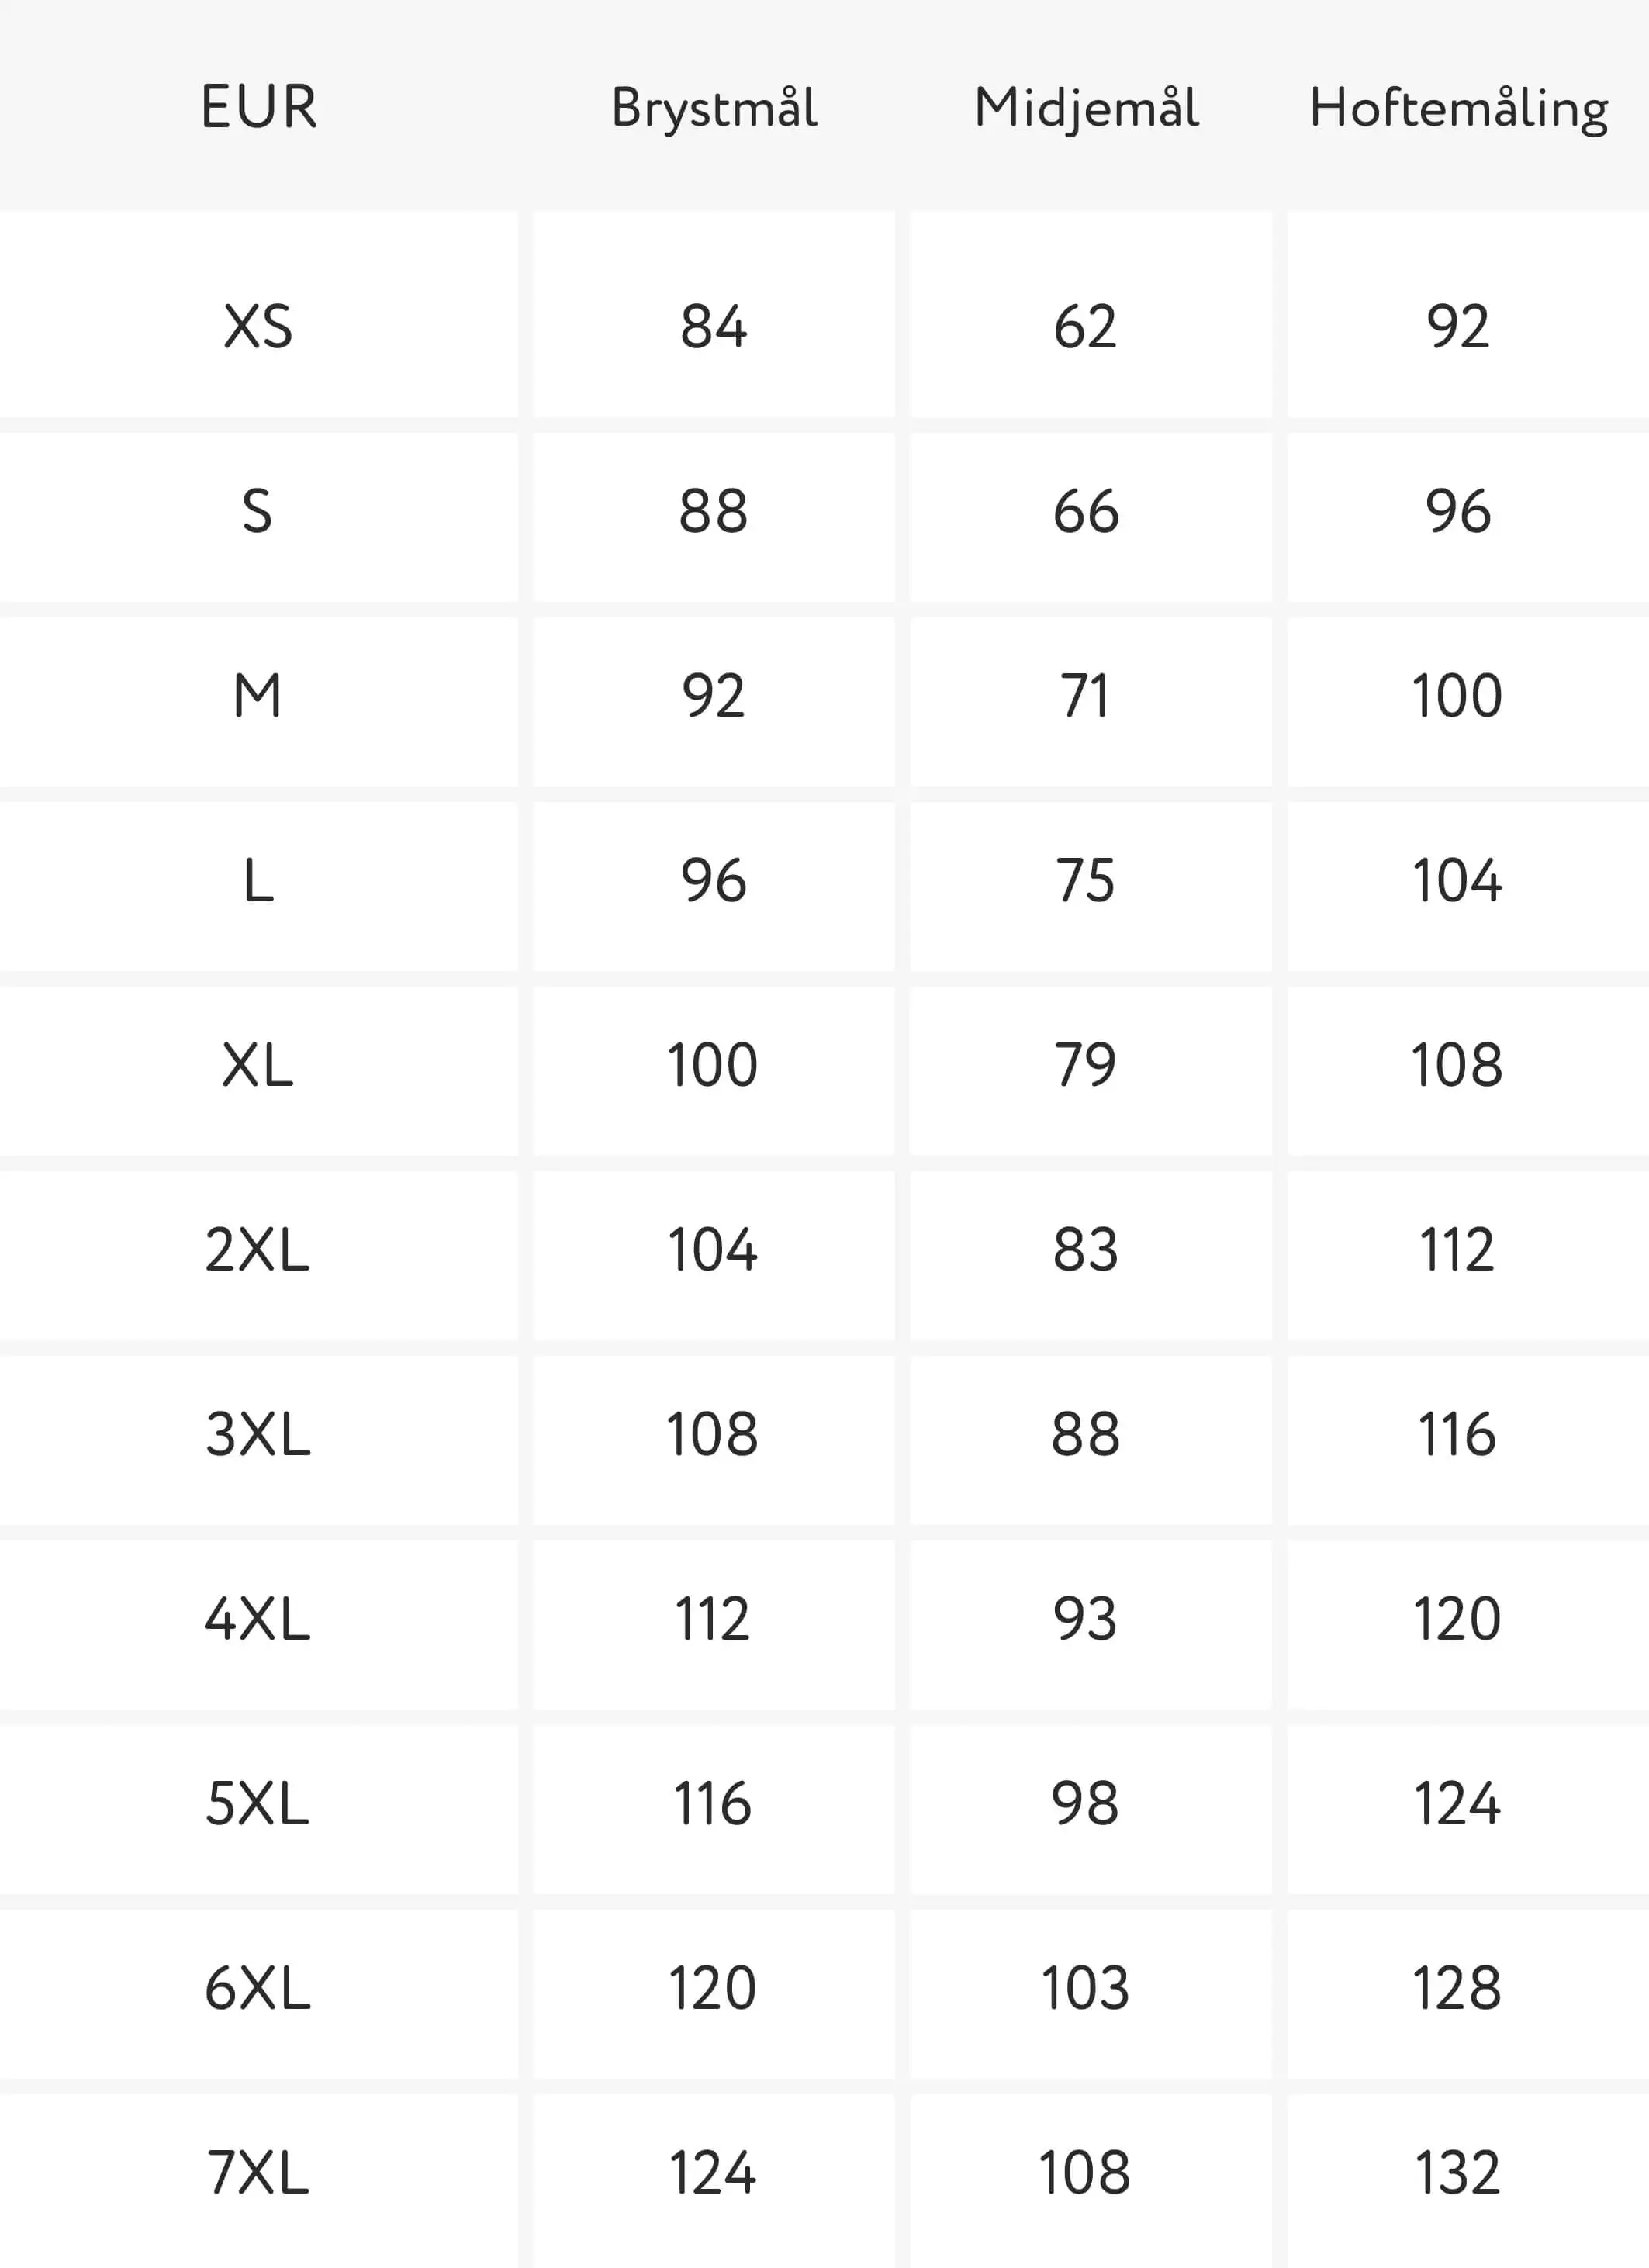 EUR Brystmål Midjemål Hoftemåling
XS 84 62 92
S 88 66 96
M 92 71 100
L 96 75 104
XL 100 79 108
2XL 104 83 112
3XL 108 88 116
4XL 112 93 120
5XL 116 98 124
6XL 120 103 128
7XL 124 108 132